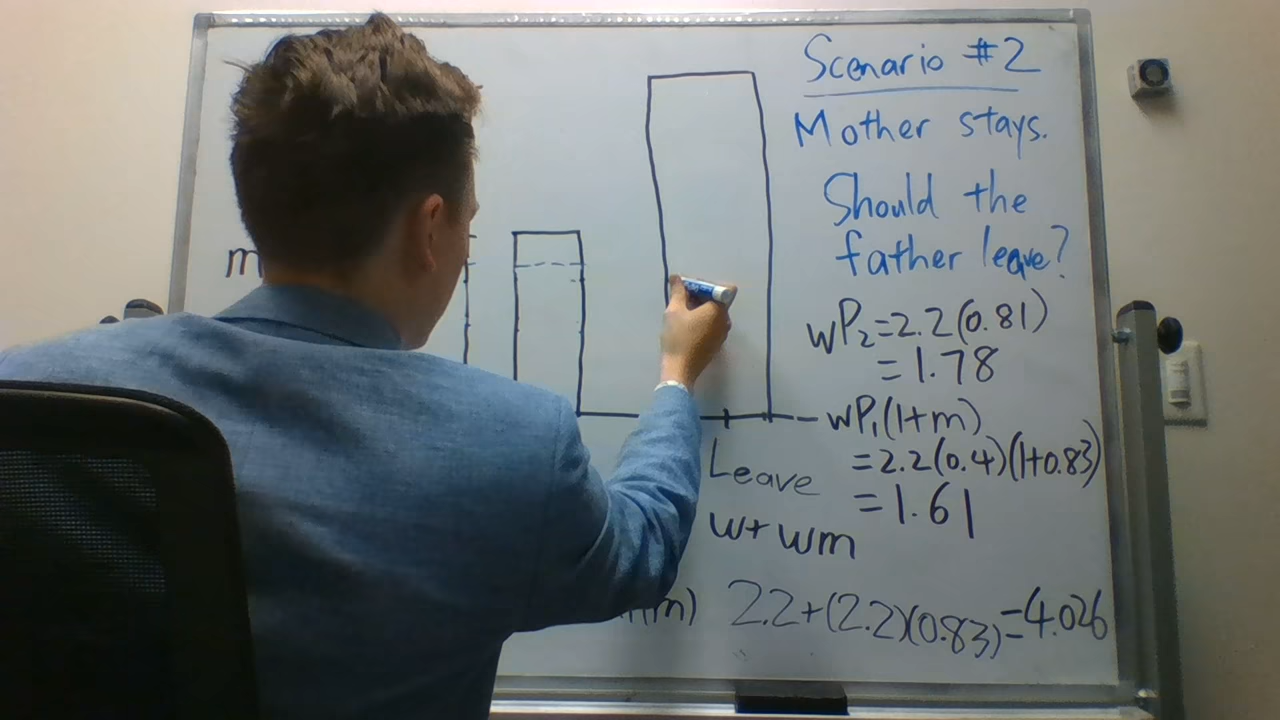 Scenario #2
Mother stays.
Should the
father leave?
m
wP₂=2.2(0.81)
=1.78
wP₁(1+m)
=2.2(0.4)(1+0.83)
=1.61
Leave
w+wm
m)
2.2+(2.2)(0.83)=4.026